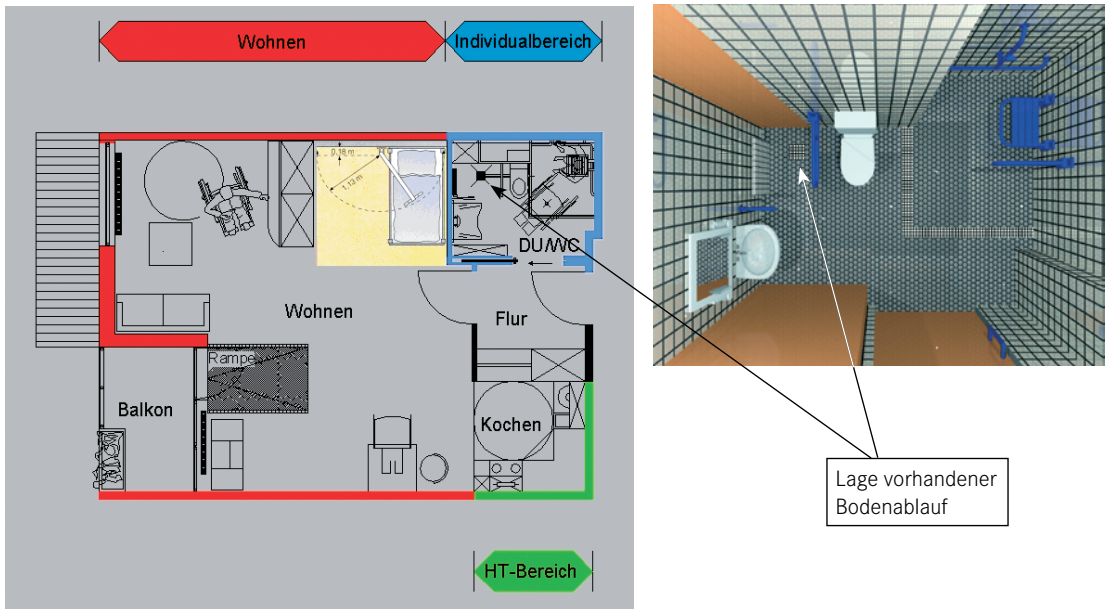 Wohnen
Individualbereich
0,18 m
1,13 m
DU/WC
Wohnen
Flur
Rampe
Balkon
Kochen
HT-Bereich
Lage vorhandener
Bodenablauf